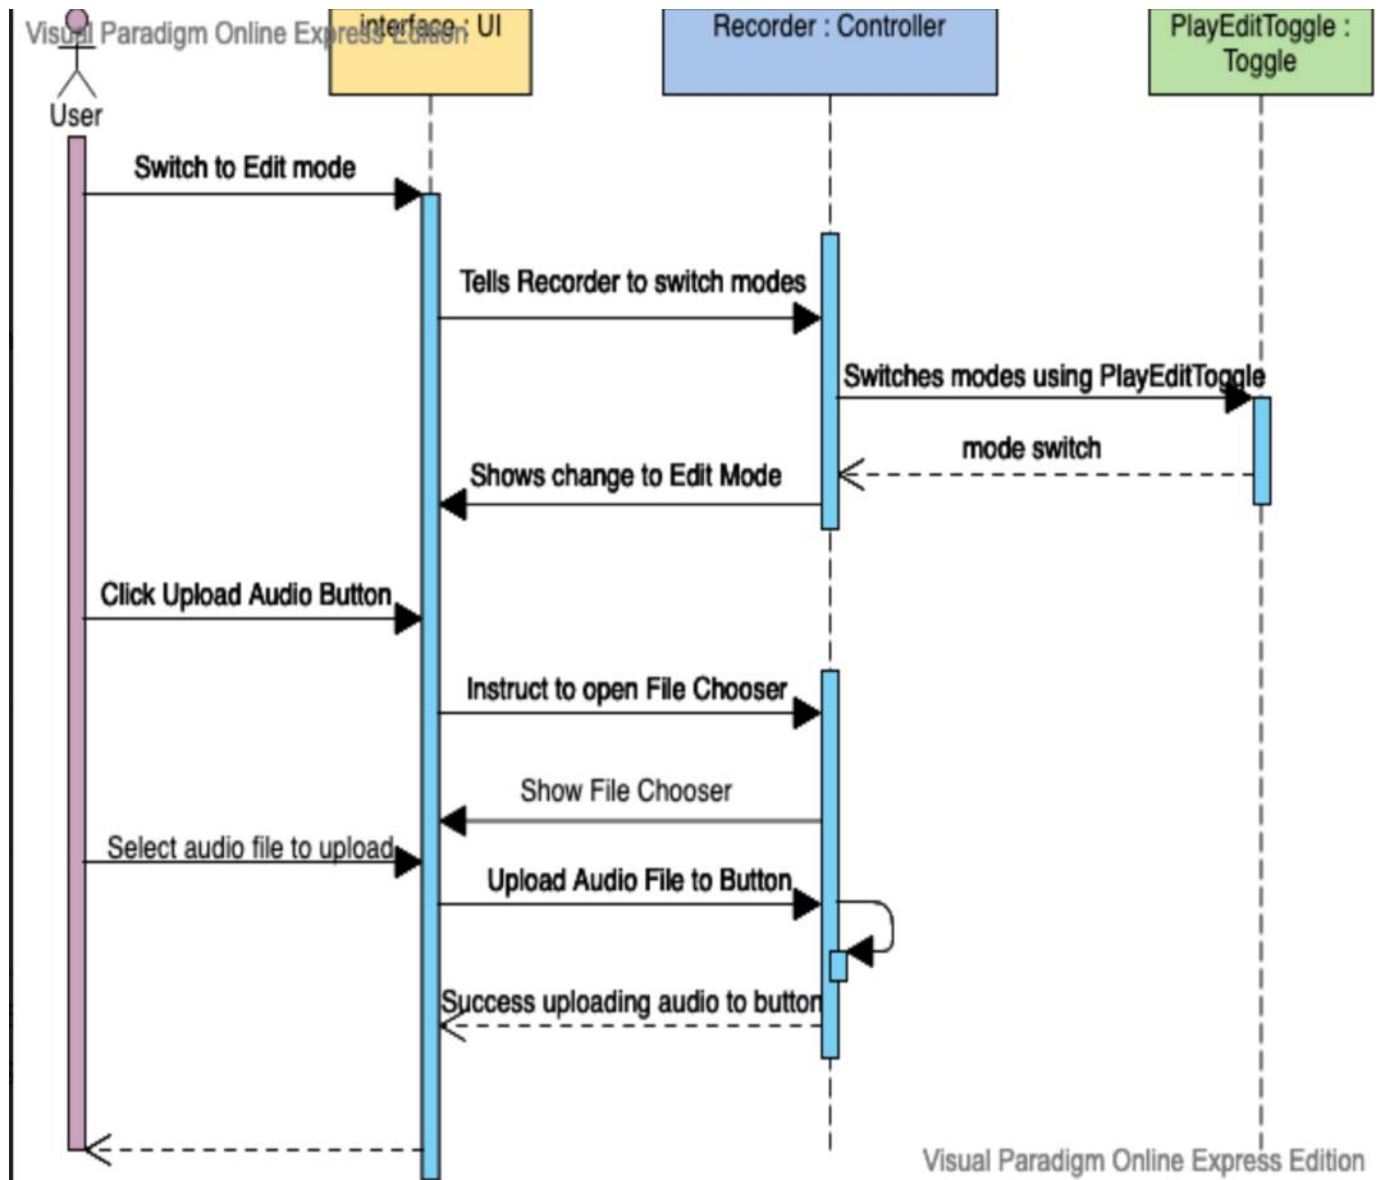 Visual Paradigm Online Express Edition
interface : UI
Recorder : Controller
PlayEditToggle :
Toggle
User
Switch to Edit mode
Tells Recorder to switch modes
Switches modes using PlayEditToggle
mode switch
Shows change to Edit Mode
Click Upload Audio Button
Instruct to open File Chooser
Show File Chooser
Select audio file to upload
Upload Audio File to Button
Success uploading audio to button
Visual Paradigm Online Express Edition